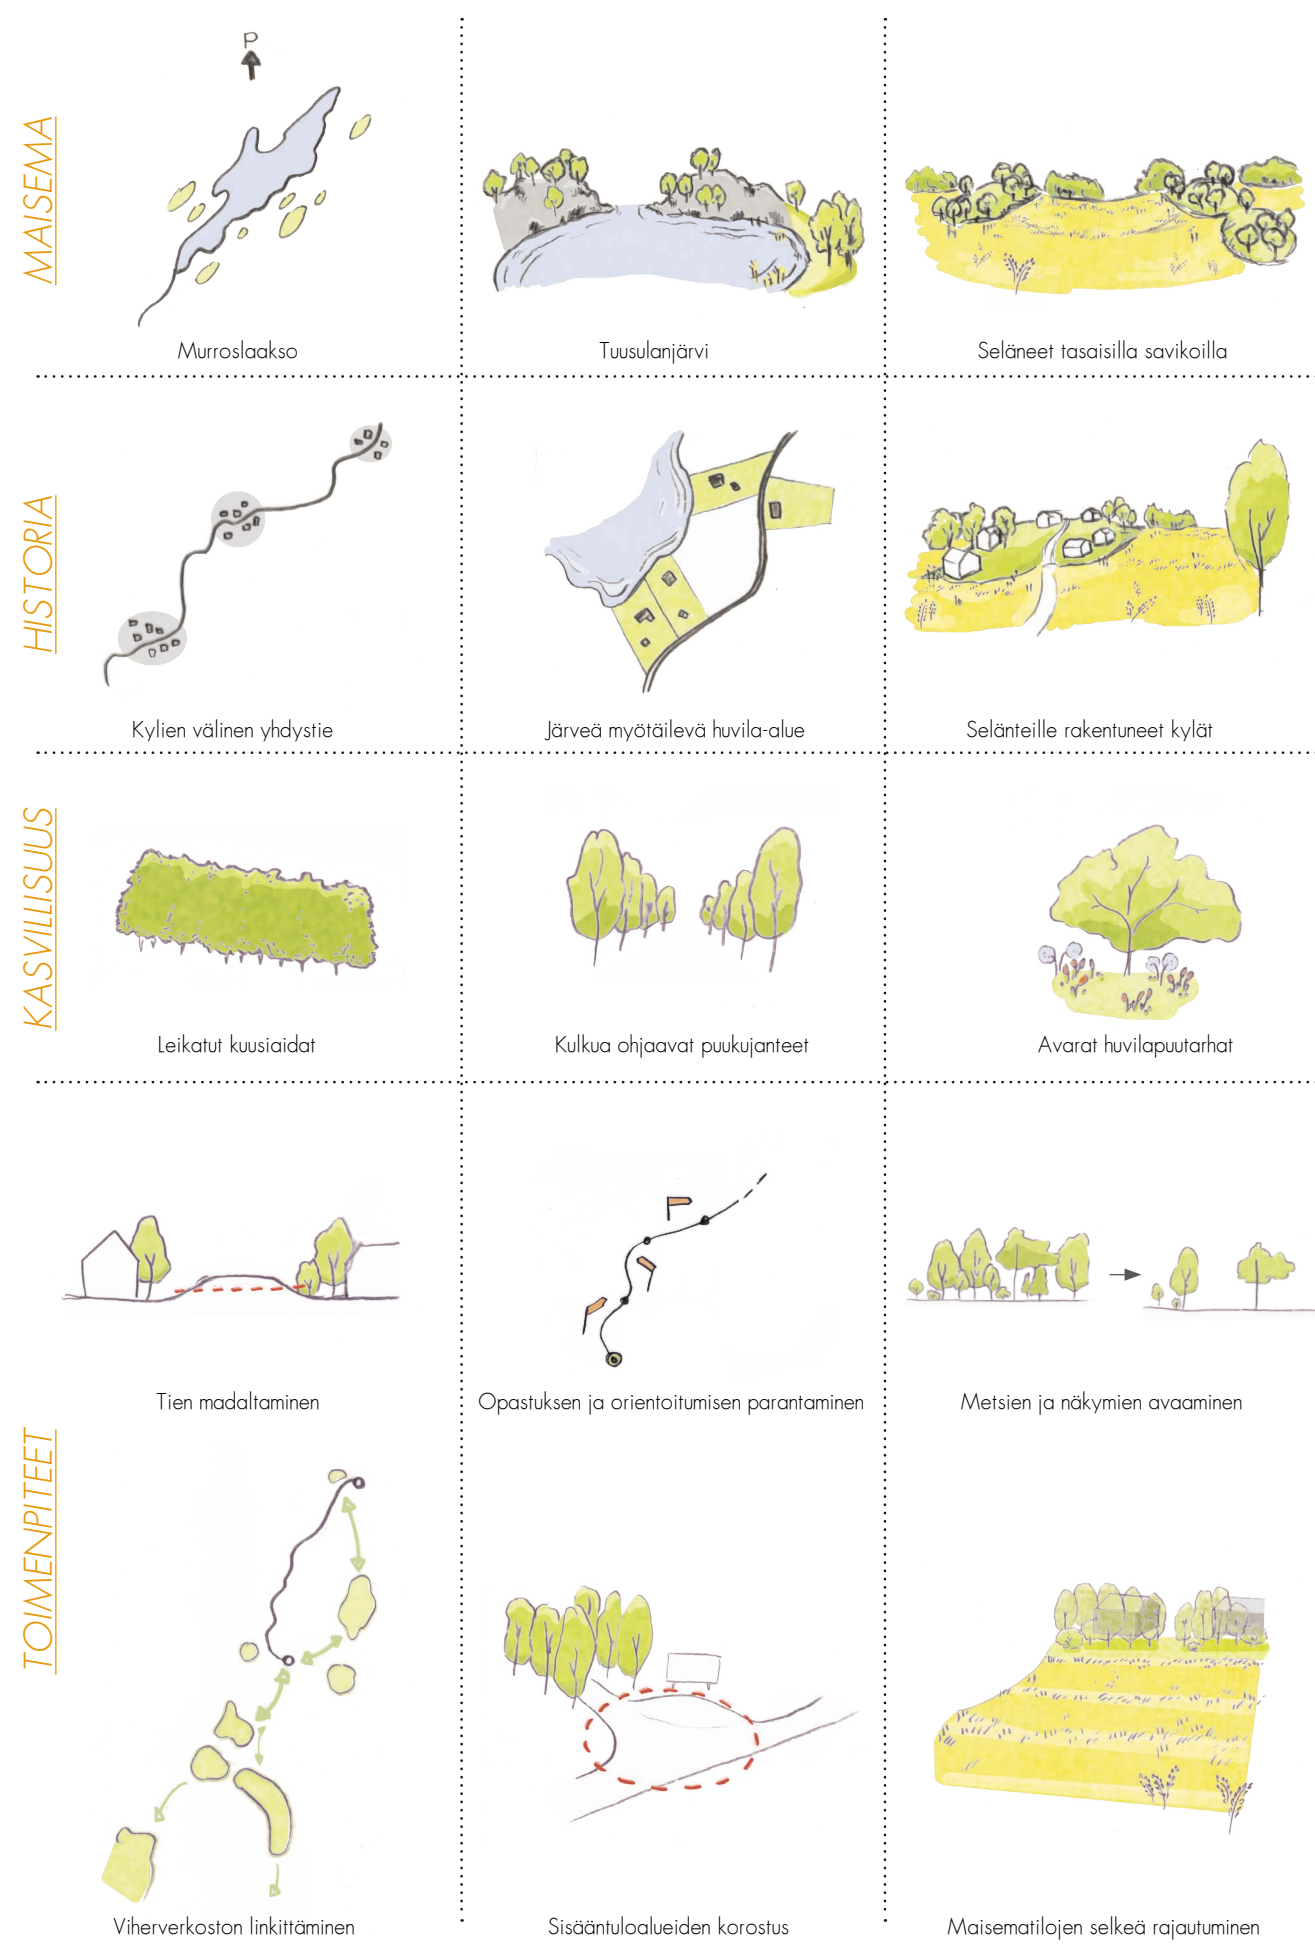 MAISEMA
P
Murroslaakso
Tuusulanjärvi
Seläneet tasaisilla savikoilla
HISTORIA
Kylien välinen yhdystie
Järveä myötäilevä huvila-alue
Selänteille rakentuneet kylät
KASVILLISUUS
Leikatut kuusiaidat
Kulkua ohjaavat puukujanteet
Avarat huvilapuutarhat
TOIMENPITEET
Tien madaltaminen
Opastuksen ja orientoitumisen parantaminen
Metsien ja näkymien avaaminen
Viherverkoston linkittäminen
Sisääntuloalueiden korostus
Maisematilojen selkeä rajautuminen